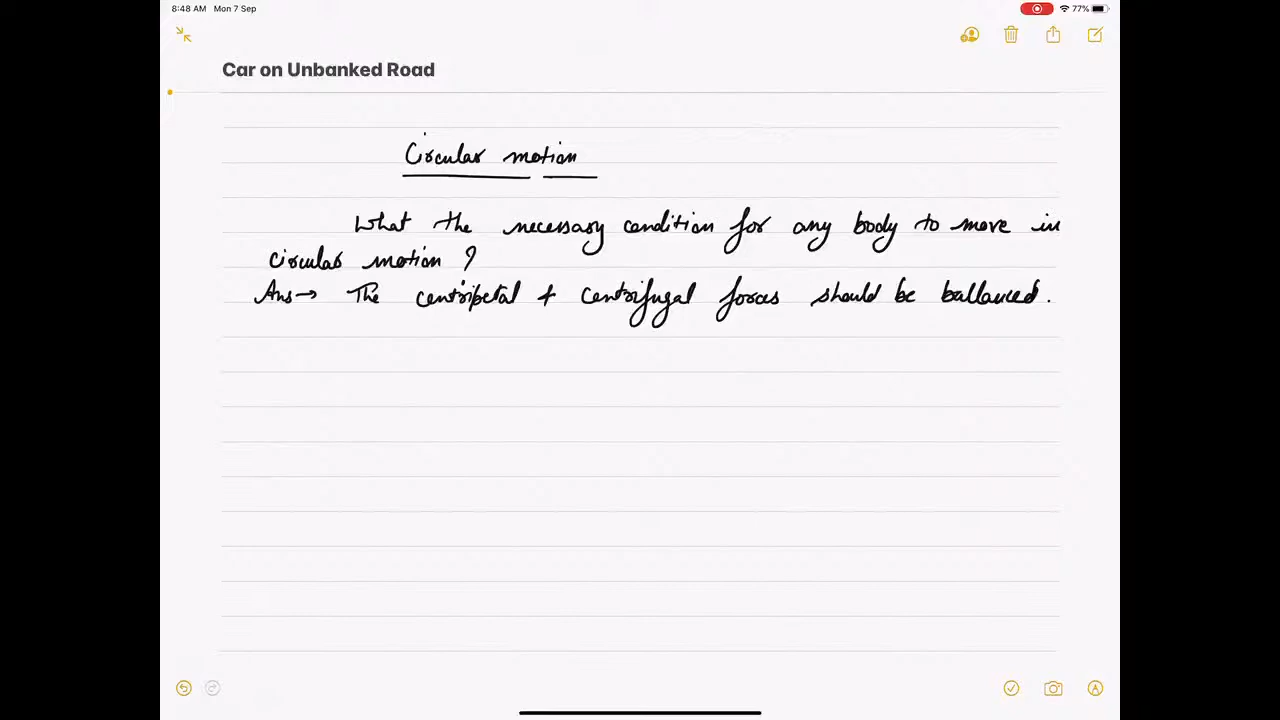 8:48 AM Mon 7 Sep
77%
Car on Unbanked Road
Circular motion
What the necessary condition for any body to move in
circular motion ?
Ans → The centripetal + centrifugal forces should be ballanced.